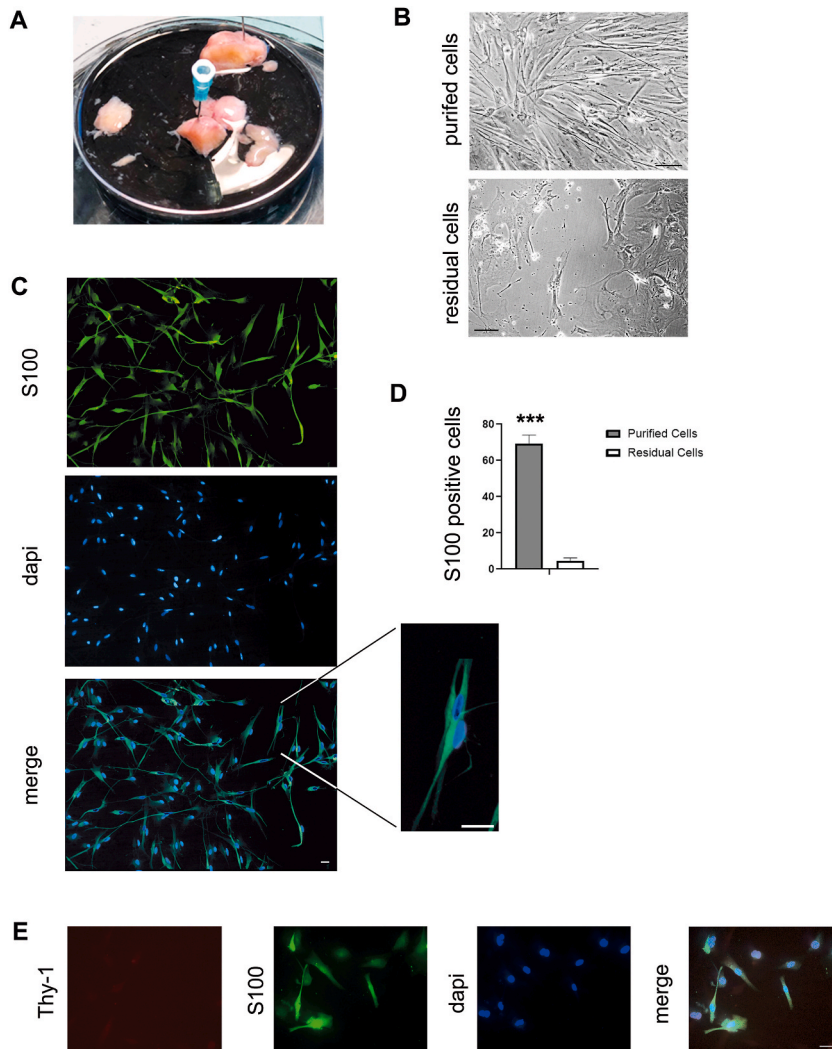 A
B
purifed cells
residual cells
C
S100
dapi
merge
D
***
S100 positive cells
80
60
40
20
0
Purified Cells
Residual Cells
E
Thy-1
S100
dapi
merge